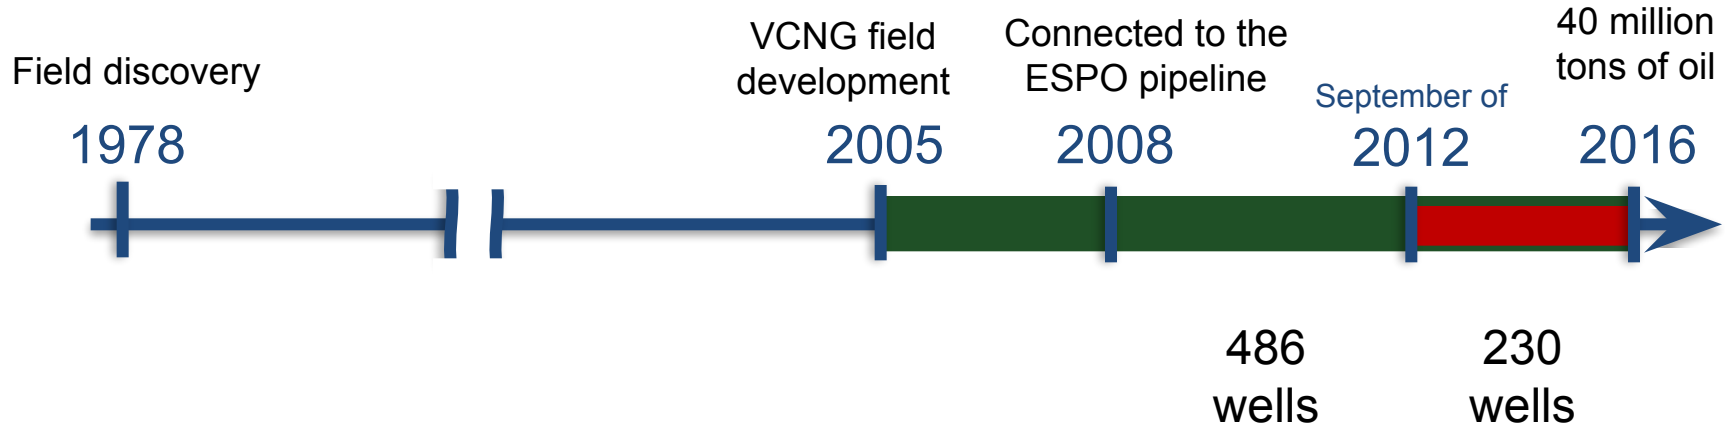 Field discovery
1978
VCNG field
development
2005
Connected to the
ESPO pipeline
2008
September of
2012
40 million
tons of oil
2016
486
wells
230
wells